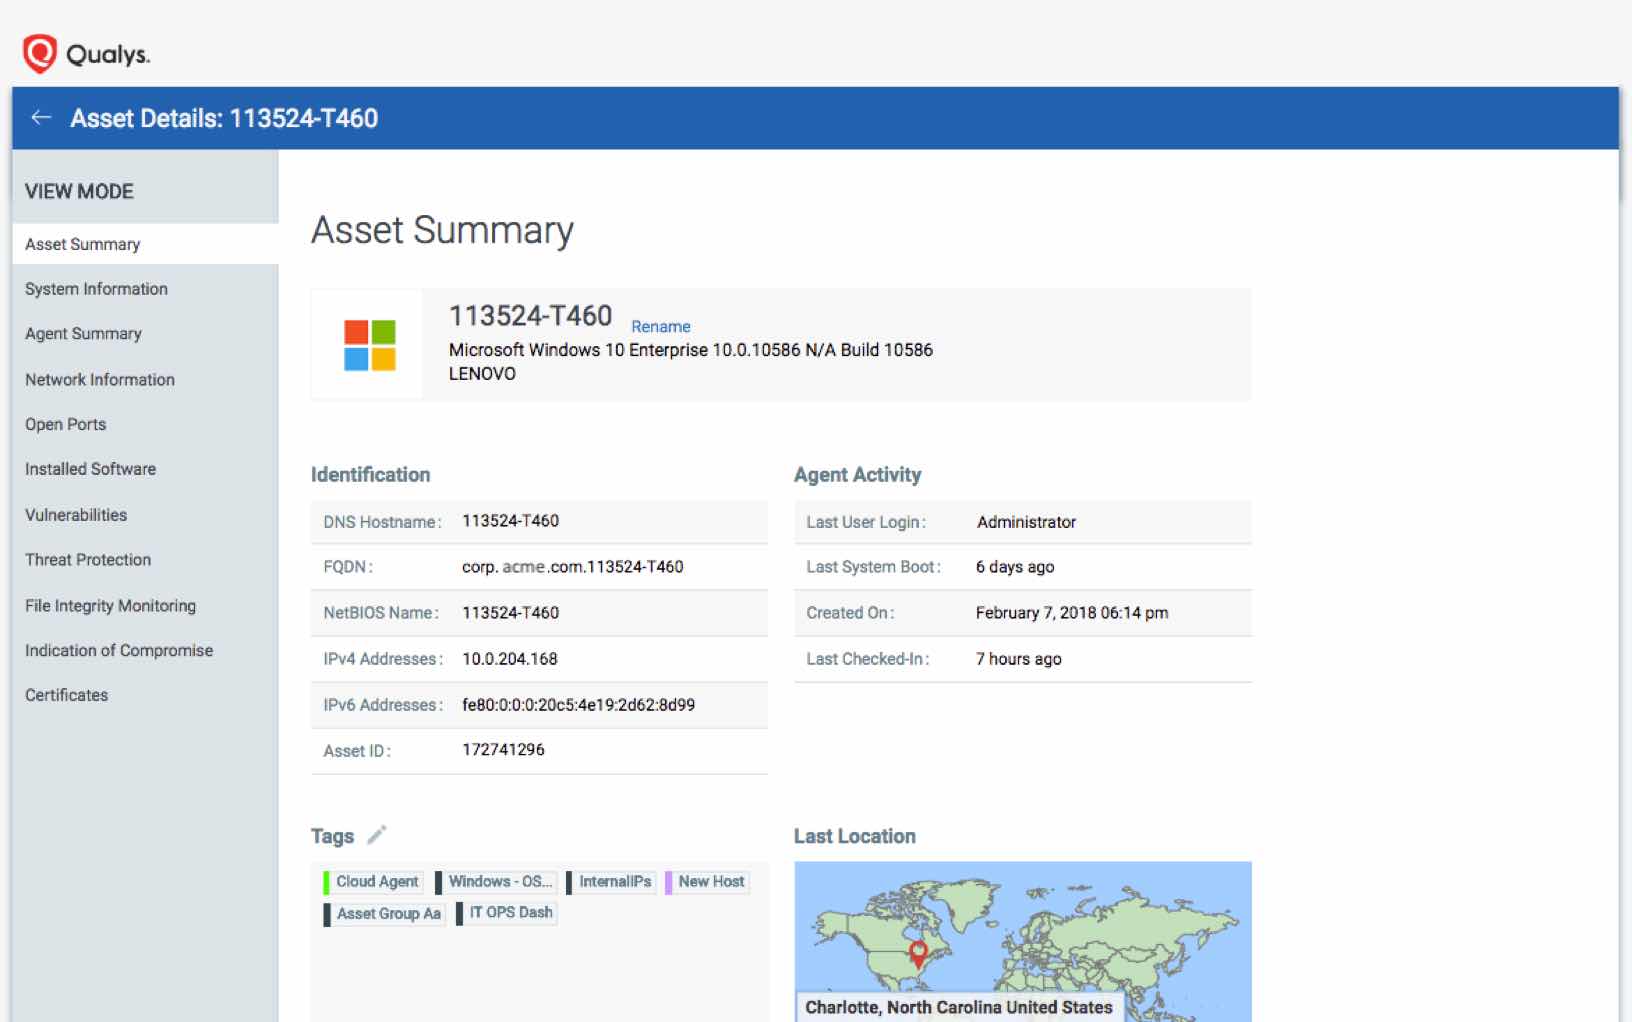 Qualys.
Asset Details: 113524-T460
VIEW MODE
Asset Summary
System Information
Agent Summary
Network Information
Open Ports
Installed Software
Vulnerabilities
Threat Protection
File Integrity Monitoring
Indication of Compromise
Certificates
Asset Summary
113524-T460 Rename
Microsoft Windows 10 Enterprise 10.0.10586 N/A Build 10586
LENOVO
Identification
DNS Hostname: 113524-T460
FQDN: corp. acme .com.113524-T460
NetBIOS Name: 113524-T460
IPv4 Addresses: 10.0.204.168
IPv6 Addresses: fe80:0:0:0:20c5:4e19:2d62:8d99
Asset ID: 172741296
Agent Activity
Last User Login: Administrator
Last System Boot: 6 days ago
Created On: February 7, 2018 06:14 pm
Last Checked-In: 7 hours ago
Tags
Cloud Agent Windows - OS... InternalIPs New Host
Asset Group Aa IT OPS Dash
Last Location
Charlotte, North Carolina United States